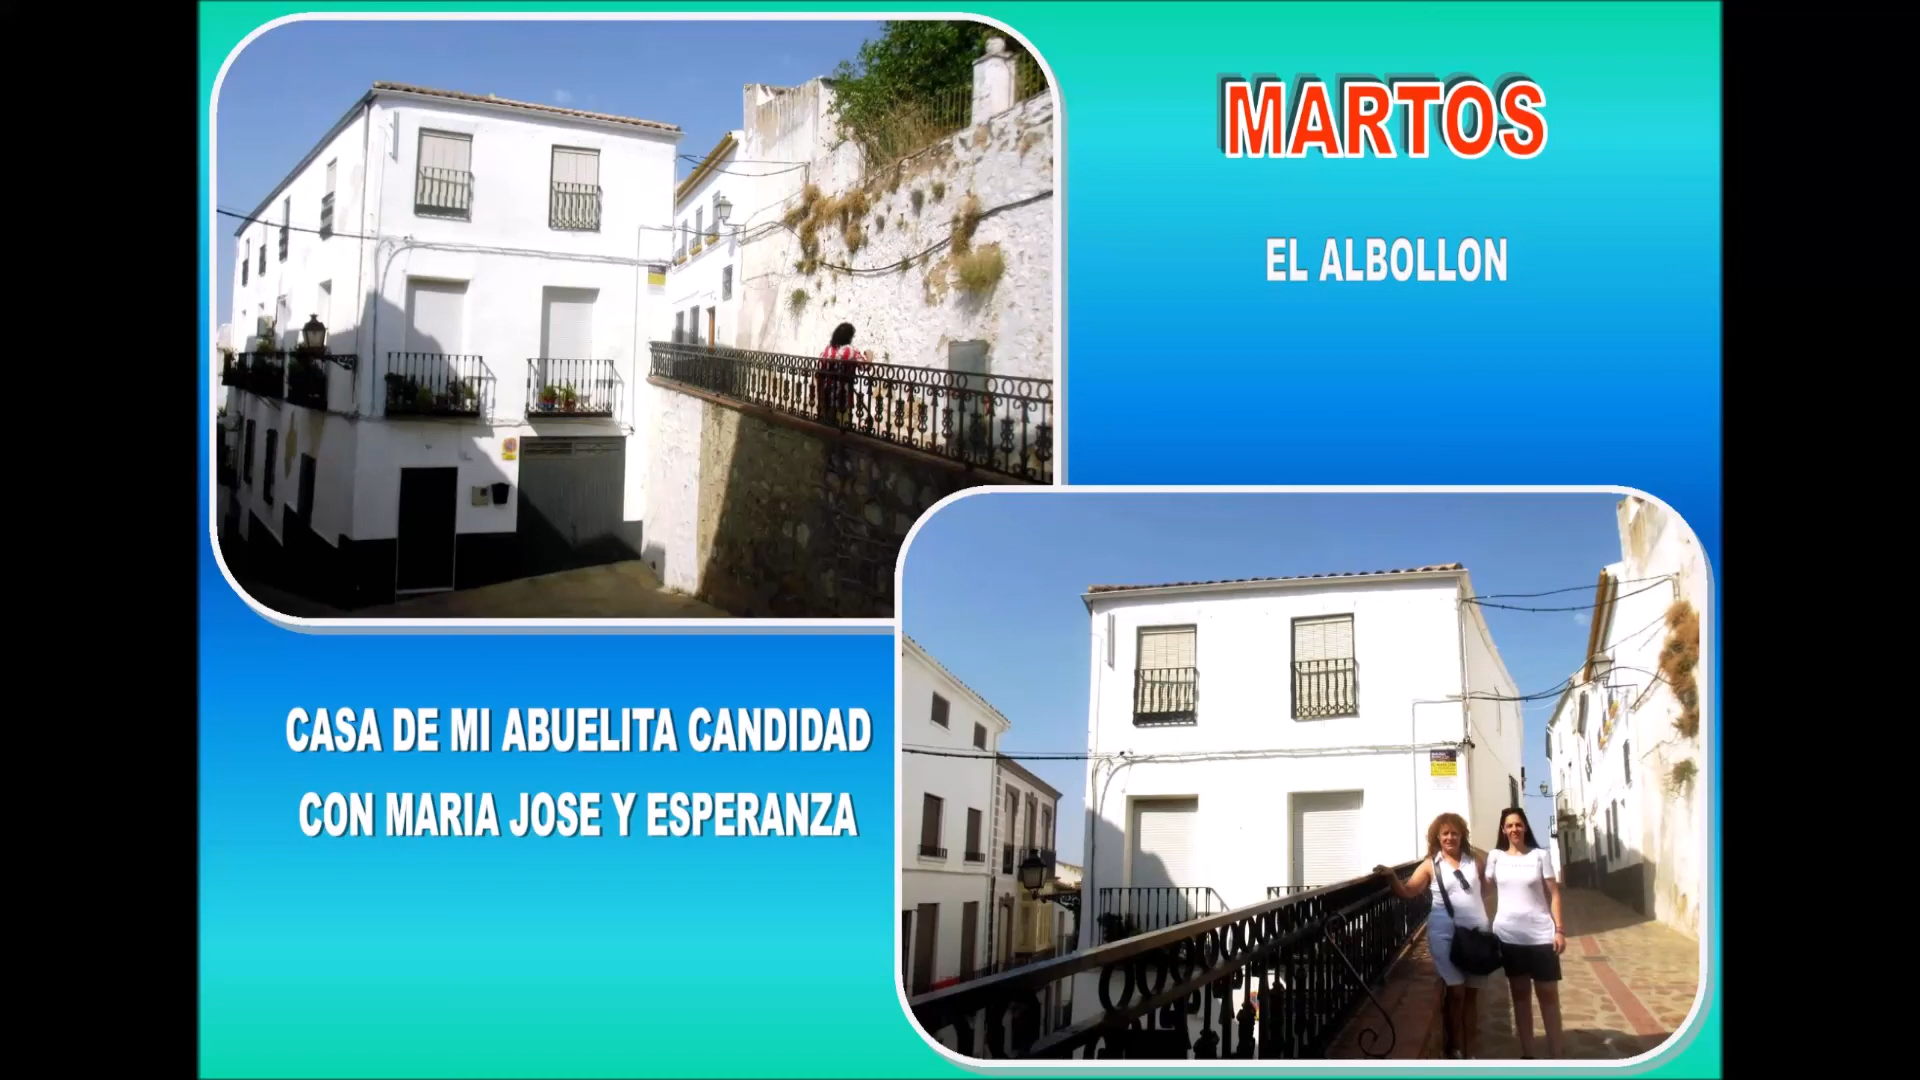 MARTOS
EL ALBOLLON
CASA DE MI ABUELITA CANDIDAD
CON MARIA JOSE Y ESPERANZA